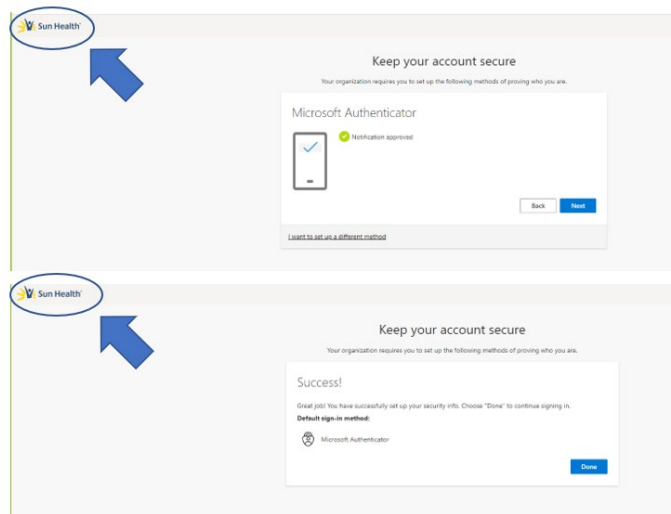 Sun Health
Keep your account secure
Your organization requires you to set up the following methods of proving who you are.
Microsoft Authenticator
Notification approved
Back
Next
I want to set up a different method
Sun Health
Keep your account secure
Your organization requires you to set up the following methods of proving who you are.
Success!
Great job! You have successfully set up your security info. Choose "Done" to continue signing in.
Default sign-in method:
Microsoft Authenticator
Done